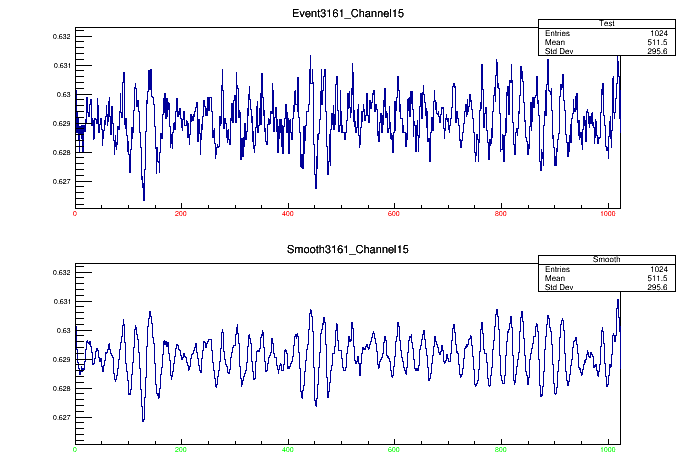 Event3161_Channel15
Test
Entries 1024
Mean 511.5
Std Dev 295.6
0.632
0.631
0.63
0.629
0.628
0.627
0 200 400 600 800 1000
Smooth3161_Channel15
Smooth
Entries 1024
Mean 511.5
Std Dev 295.6
0.632
0.631
0.63
0.629
0.628
0.627
0 200 400 600 800 1000